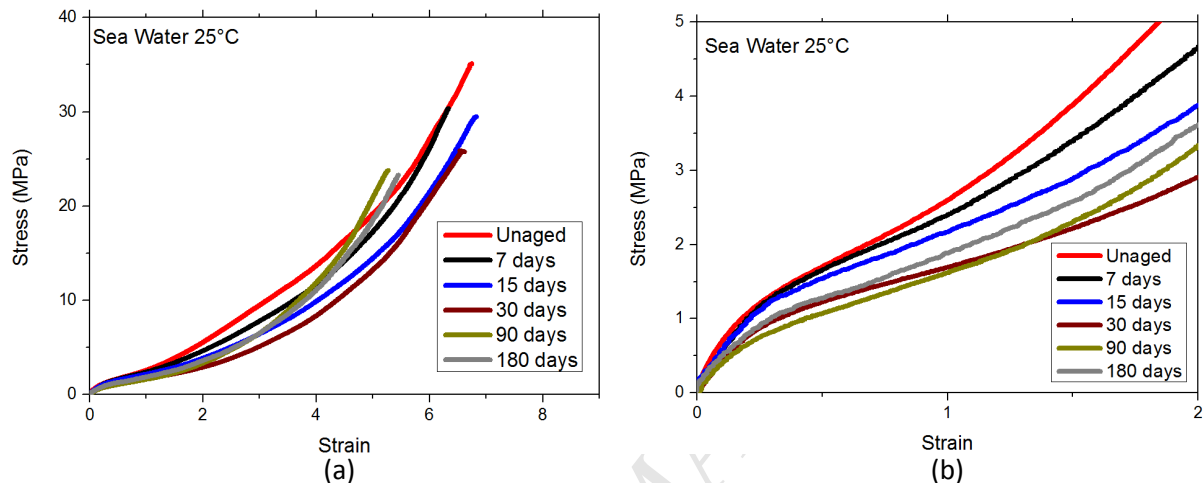 Sea Water 25°C
40
30
20
10
0
Stress (MPa)
0 2 4 6 8
Strain
Unaged
7 days
15 days
30 days
90 days
180 days
(a)
Sea Water 25°C
5
4
3
2
1
0
Stress (MPa)
0 1 2
Strain
Unaged
7 days
15 days
30 days
90 days
180 days
(b)